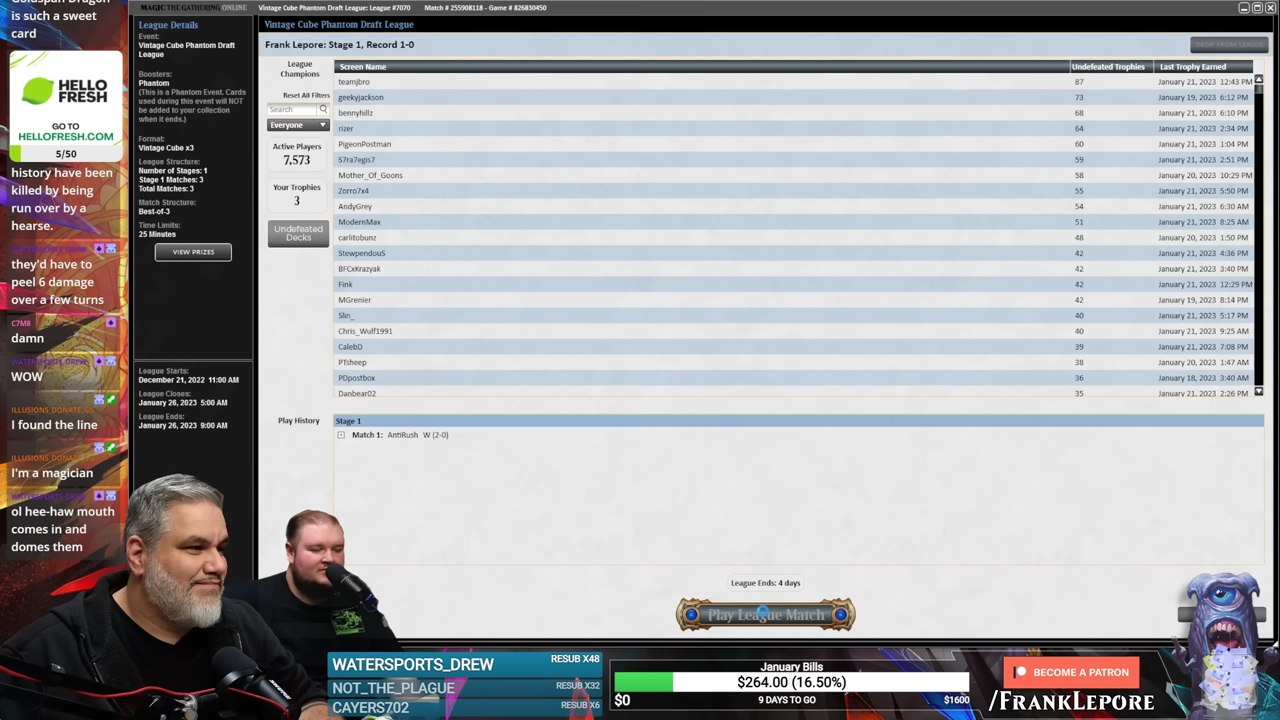 Goldspan Dragon
is such a sweet
card
HELLO
FRESH
GO TO
HELLOFRESH.COM
5/50
history have been
killed by being
run over by a
hearse.
they'd have to
peel 6 damage
over a few turns
C7M8
damn
WATERSPORTS_DREW
WOW
ILLUSIONS_DONATE_GG
I found the line
I'm a magician
WATERSPORTS_DREW
ol hee-haw mouth
comes in and
domes them
MAGIC THE GATHERING ONLINE
Vintage Cube Phantom Draft League: League #7070
Match # 255908118 - Game # 826830450
League Details
Event:
Vintage Cube Phantom Draft
League
Boosters:
Phantom
(This is a Phantom Event. Cards
used during this event will NOT
be added to your collection
when it ends.)
Format:
Vintage Cube x3
League Structure:
Number of Stages: 1
Stage 1 Matches: 3
Total Matches: 3
Match Structure:
Best-of-3
Time Limits:
25 Minutes
VIEW PRIZES
League Starts:
December 21, 2022 11:00 AM
League Closes:
January 26, 2023 5:00 AM
League Ends:
January 26, 2023 9:00 AM
Vintage Cube Phantom Draft League
Frank Lepore: Stage 1, Record 1-0
DROP FROM LEAGUE
League
Champions
Reset All Filters
Search
Everyone
Active Players
7,573
Your Trophies
3
Undefeated
Decks
Screen Name Undefeated Trophies Last Trophy Earned
teamjbro 87 January 21, 2023 12:43 PM
geekyjackson 73 January 19, 2023 6:12 PM
bennyhillz 68 January 21, 2023 6:10 PM
rizer 64 January 21, 2023 2:34 PM
PigeonPostman 60 January 21, 2023 1:04 PM
S7ra7egis7 59 January 21, 2023 2:51 PM
Mother_Of_Goons 58 January 20, 2023 10:29 PM
Zorro7x4 55 January 21, 2023 5:50 PM
AndyGrey 54 January 21, 2023 6:30 AM
ModernMax 51 January 21, 2023 8:25 AM
carlitobunz 48 January 20, 2023 1:50 PM
StewpendouS 42 January 21, 2023 4:36 PM
BFCxKrazyak 42 January 21, 2023 3:40 PM
Fink 42 January 21, 2023 12:29 PM
MGrenier 42 January 19, 2023 8:14 PM
Slin_ 40 January 21, 2023 5:17 PM
Chris_Wulf1991 40 January 21, 2023 9:25 AM
CalebD 39 January 21, 2023 7:08 PM
PTsheep 38 January 20, 2023 1:47 AM
PDpostbox 36 January 18, 2023 3:40 AM
Danbear02 35 January 21, 2023 2:26 PM
Play History
Stage 1
Match 1: AntiRush W (2-0)
League Ends: 4 days
Play League Match
WATERSPORTS_DREW RESUB X48
NOT_THE_PLAGUE RESUB X32
CAYERS702 RESUB X6
January Bills
$264.00 (16.50%)
$0 9 DAYS TO GO $1600
BECOME A PATRON
/FRANKLEPORE